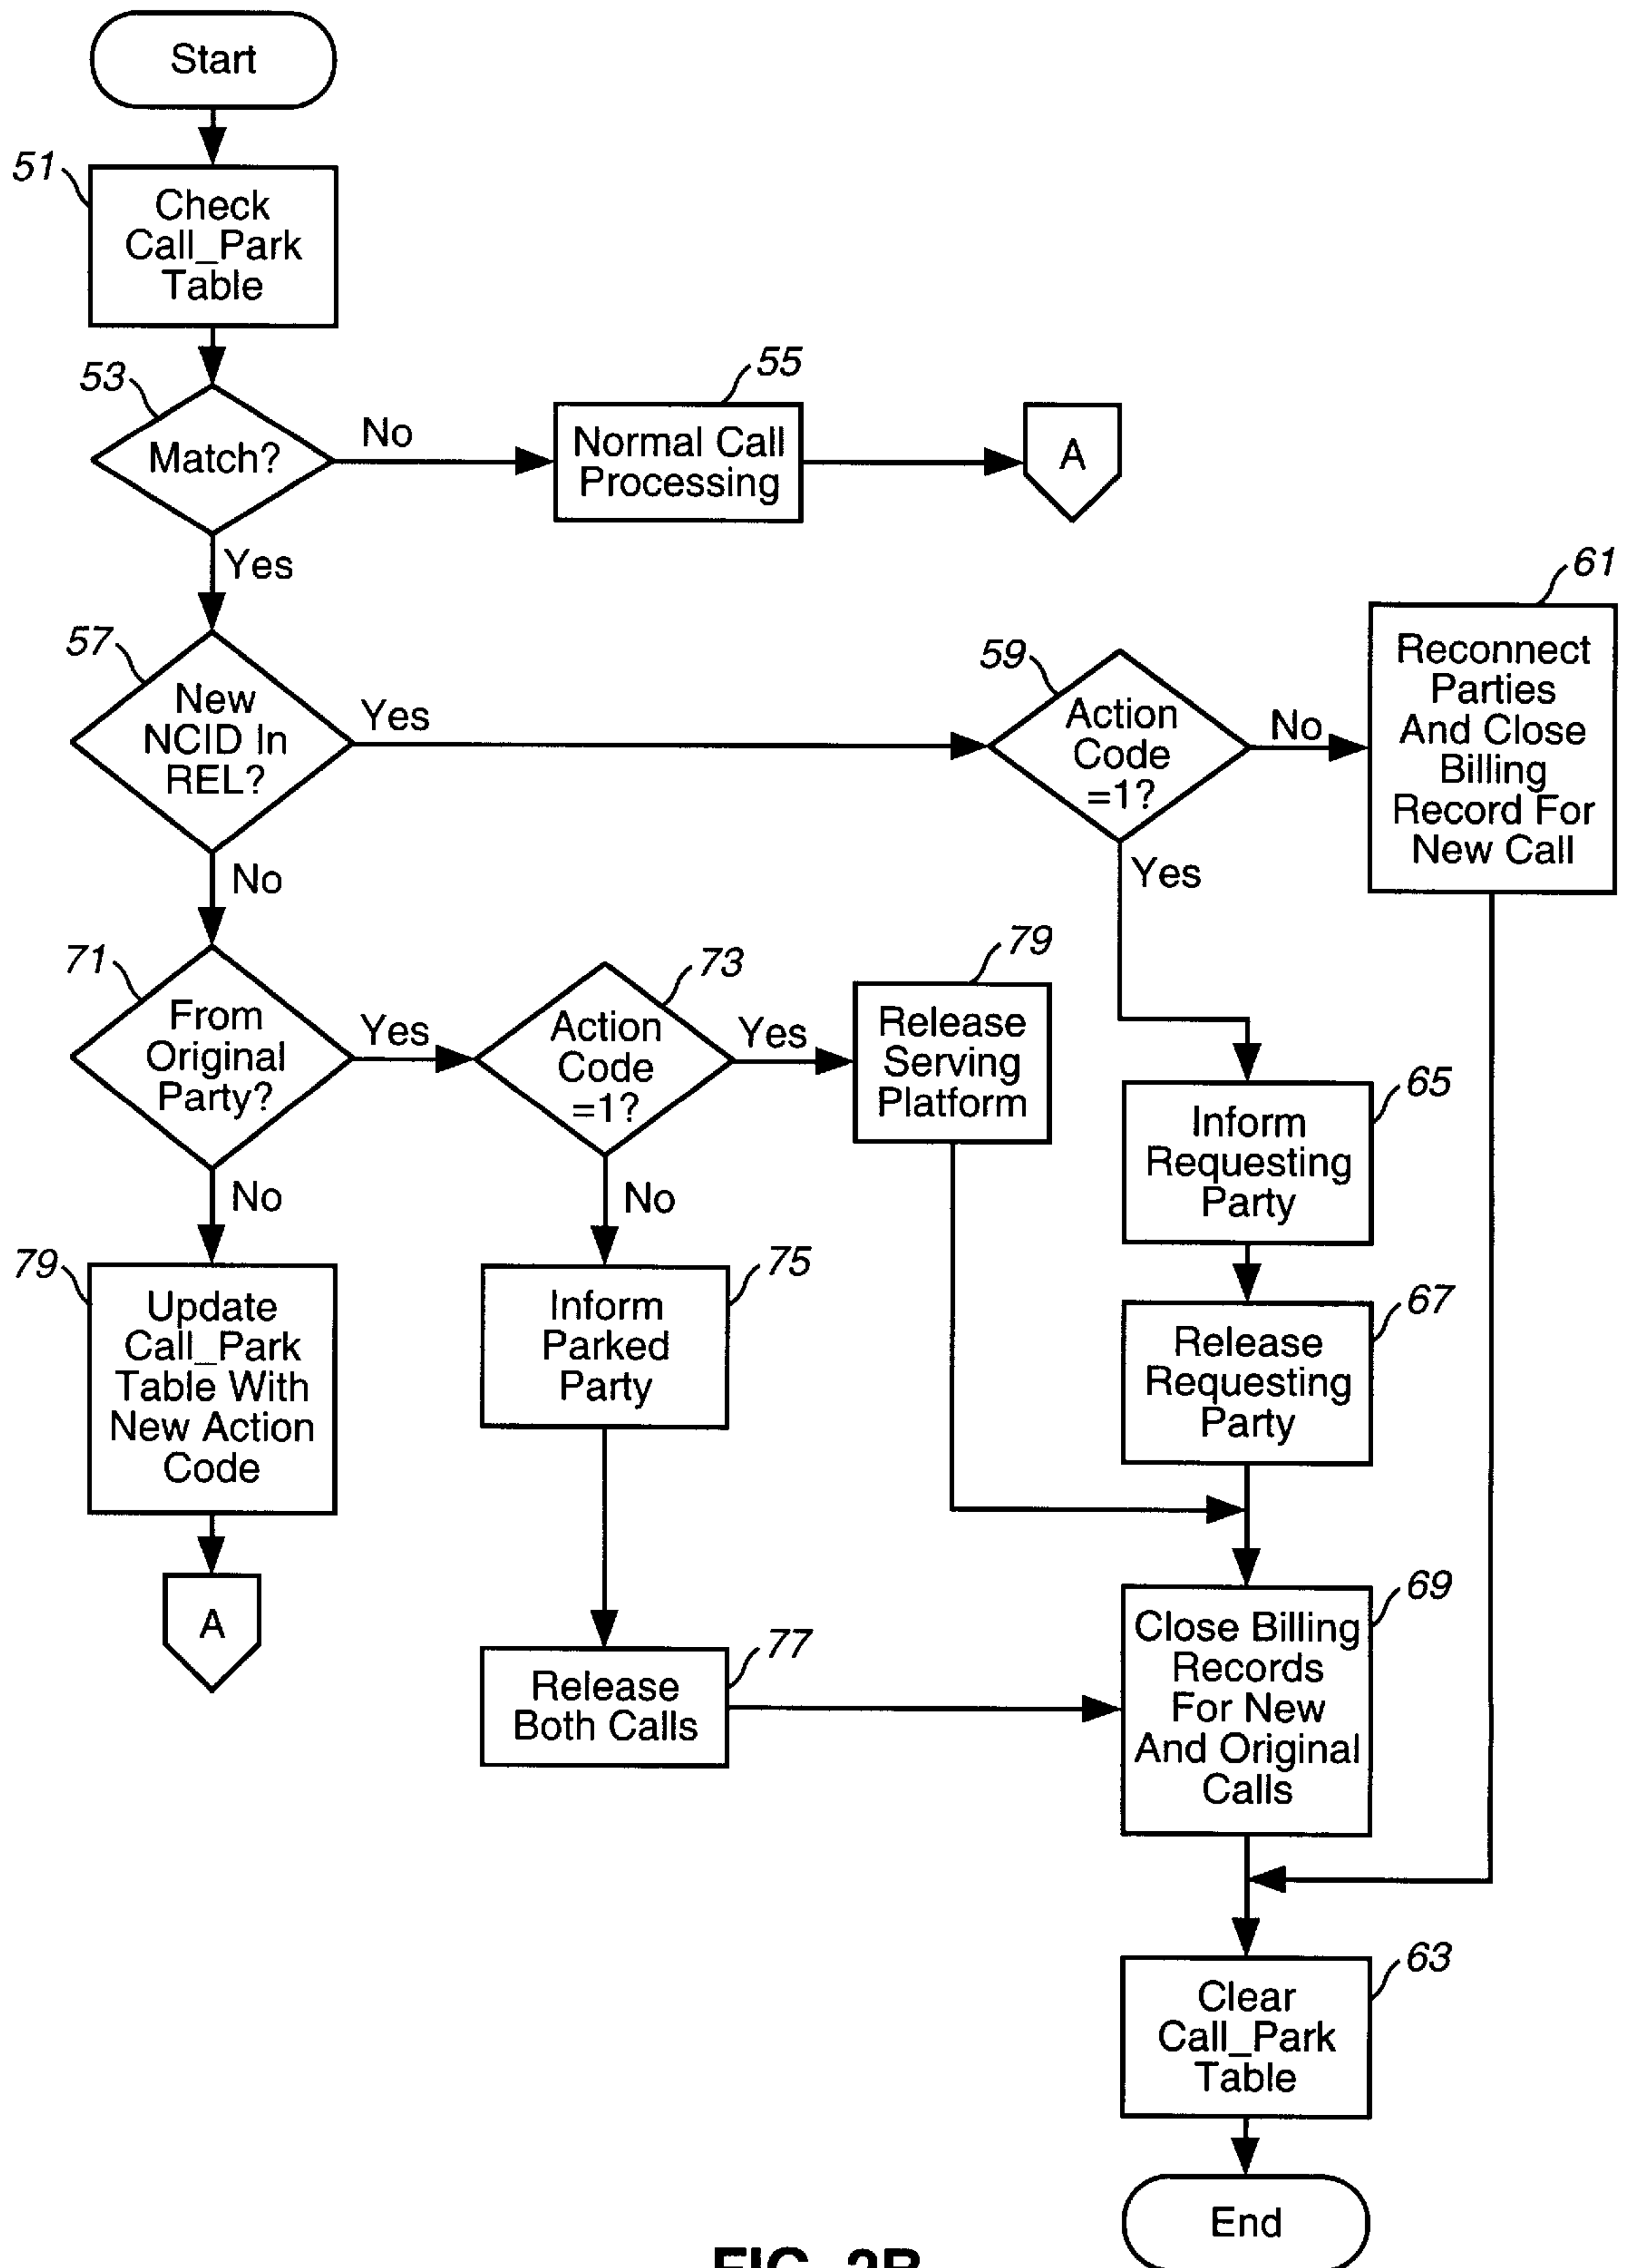 Start
51
Check
Call_Park
Table
53
Match?
No
55
Normal Call
Processing
A
Yes
57
New
NCID In
REL?
Yes
59
Action
Code
=1?
No
61
Reconnect
Parties
And Close
Billing
Record For
New Call
No
Yes
71
From
Original
Party?
Yes
73
Action
Code
=1?
Yes
79
Release
Serving
Platform
65
Inform
Requesting
Party
No
No
79
Update
Call_Park
Table With
New Action
Code
A
75
Inform
Parked
Party
67
Release
Requesting
Party
77
Release
Both Calls
69
Close Billing
Records
For New
And Original
Calls
63
Clear
Call_Park
Table
End
FIG. 2B